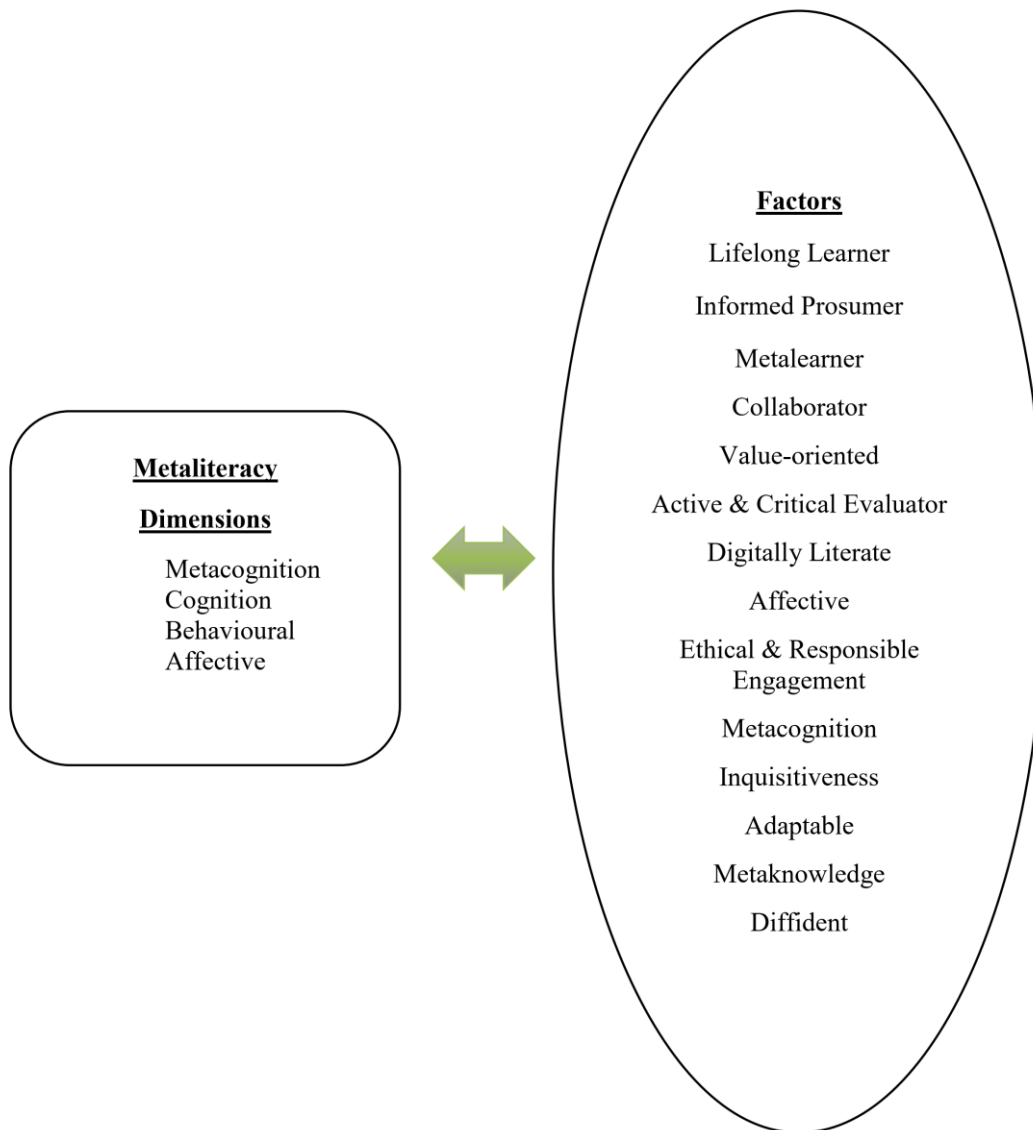 Metaliteracy
Dimensions
Metacognition
Cognition
Behavioural
Affective
Factors
Lifelong Learner
Informed Prosumer
Metalearner
Collaborator
Value-oriented
Active & Critical Evaluator
Digitally Literate
Affective
Ethical & Responsible
Engagement
Metacognition
Inquisitiveness
Adaptable
Metaknowledge
Diffident